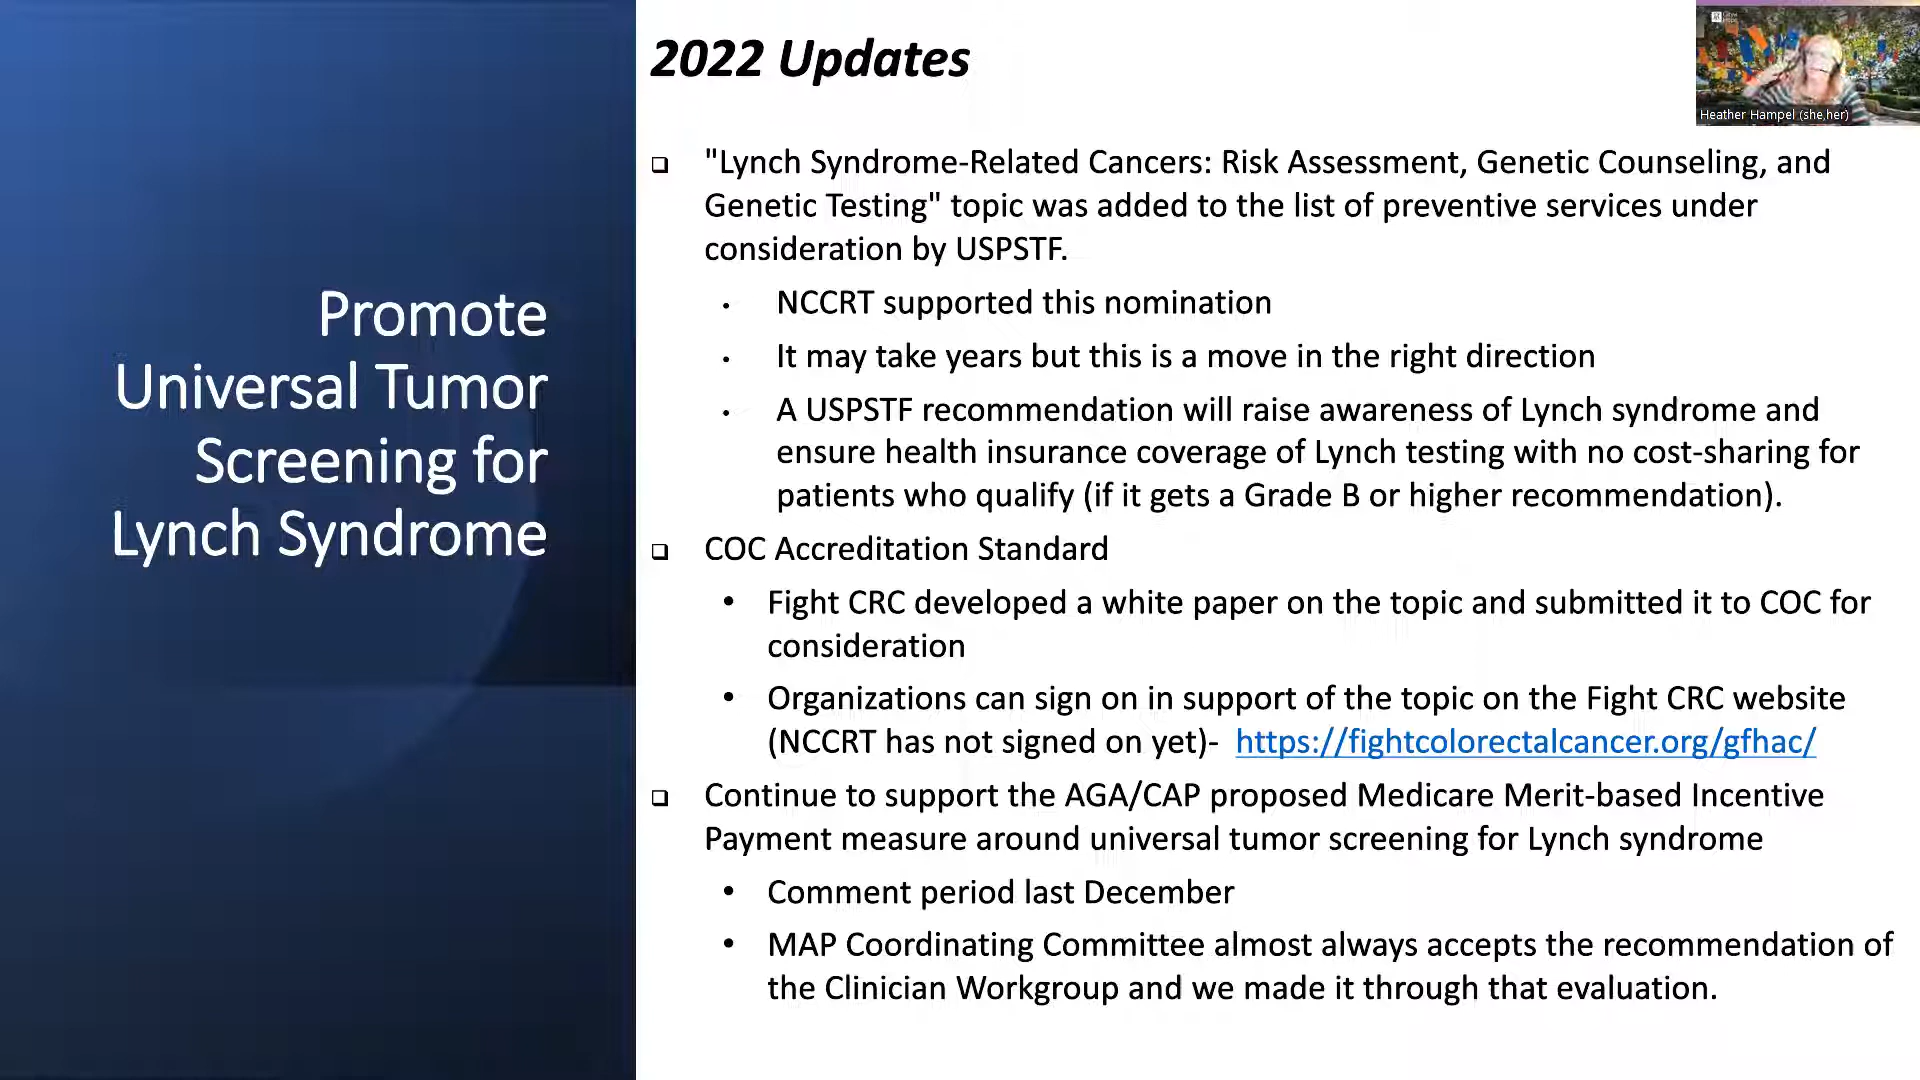 Promote
Universal Tumor
Screening for
Lynch Syndrome
2022 Updates
❑ "Lynch Syndrome-Related Cancers: Risk Assessment, Genetic Counseling, and
Genetic Testing" topic was added to the list of preventive services under
consideration by USPSTF.
• NCCRT supported this nomination
• It may take years but this is a move in the right direction
• A USPSTF recommendation will raise awareness of Lynch syndrome and
ensure health insurance coverage of Lynch testing with no cost-sharing for
patients who qualify (if it gets a Grade B or higher recommendation).
❑ COC Accreditation Standard
• Fight CRC developed a white paper on the topic and submitted it to COC for
consideration
• Organizations can sign on in support of the topic on the Fight CRC website
(NCCRT has not signed on yet)- https://fightcolorectalcancer.org/gfhac/
❑ Continue to support the AGA/CAP proposed Medicare Merit-based Incentive
Payment measure around universal tumor screening for Lynch syndrome
• Comment period last December
• MAP Coordinating Committee almost always accepts the recommendation of
the Clinician Workgroup and we made it through that evaluation.
Heather Hampel (she,her)